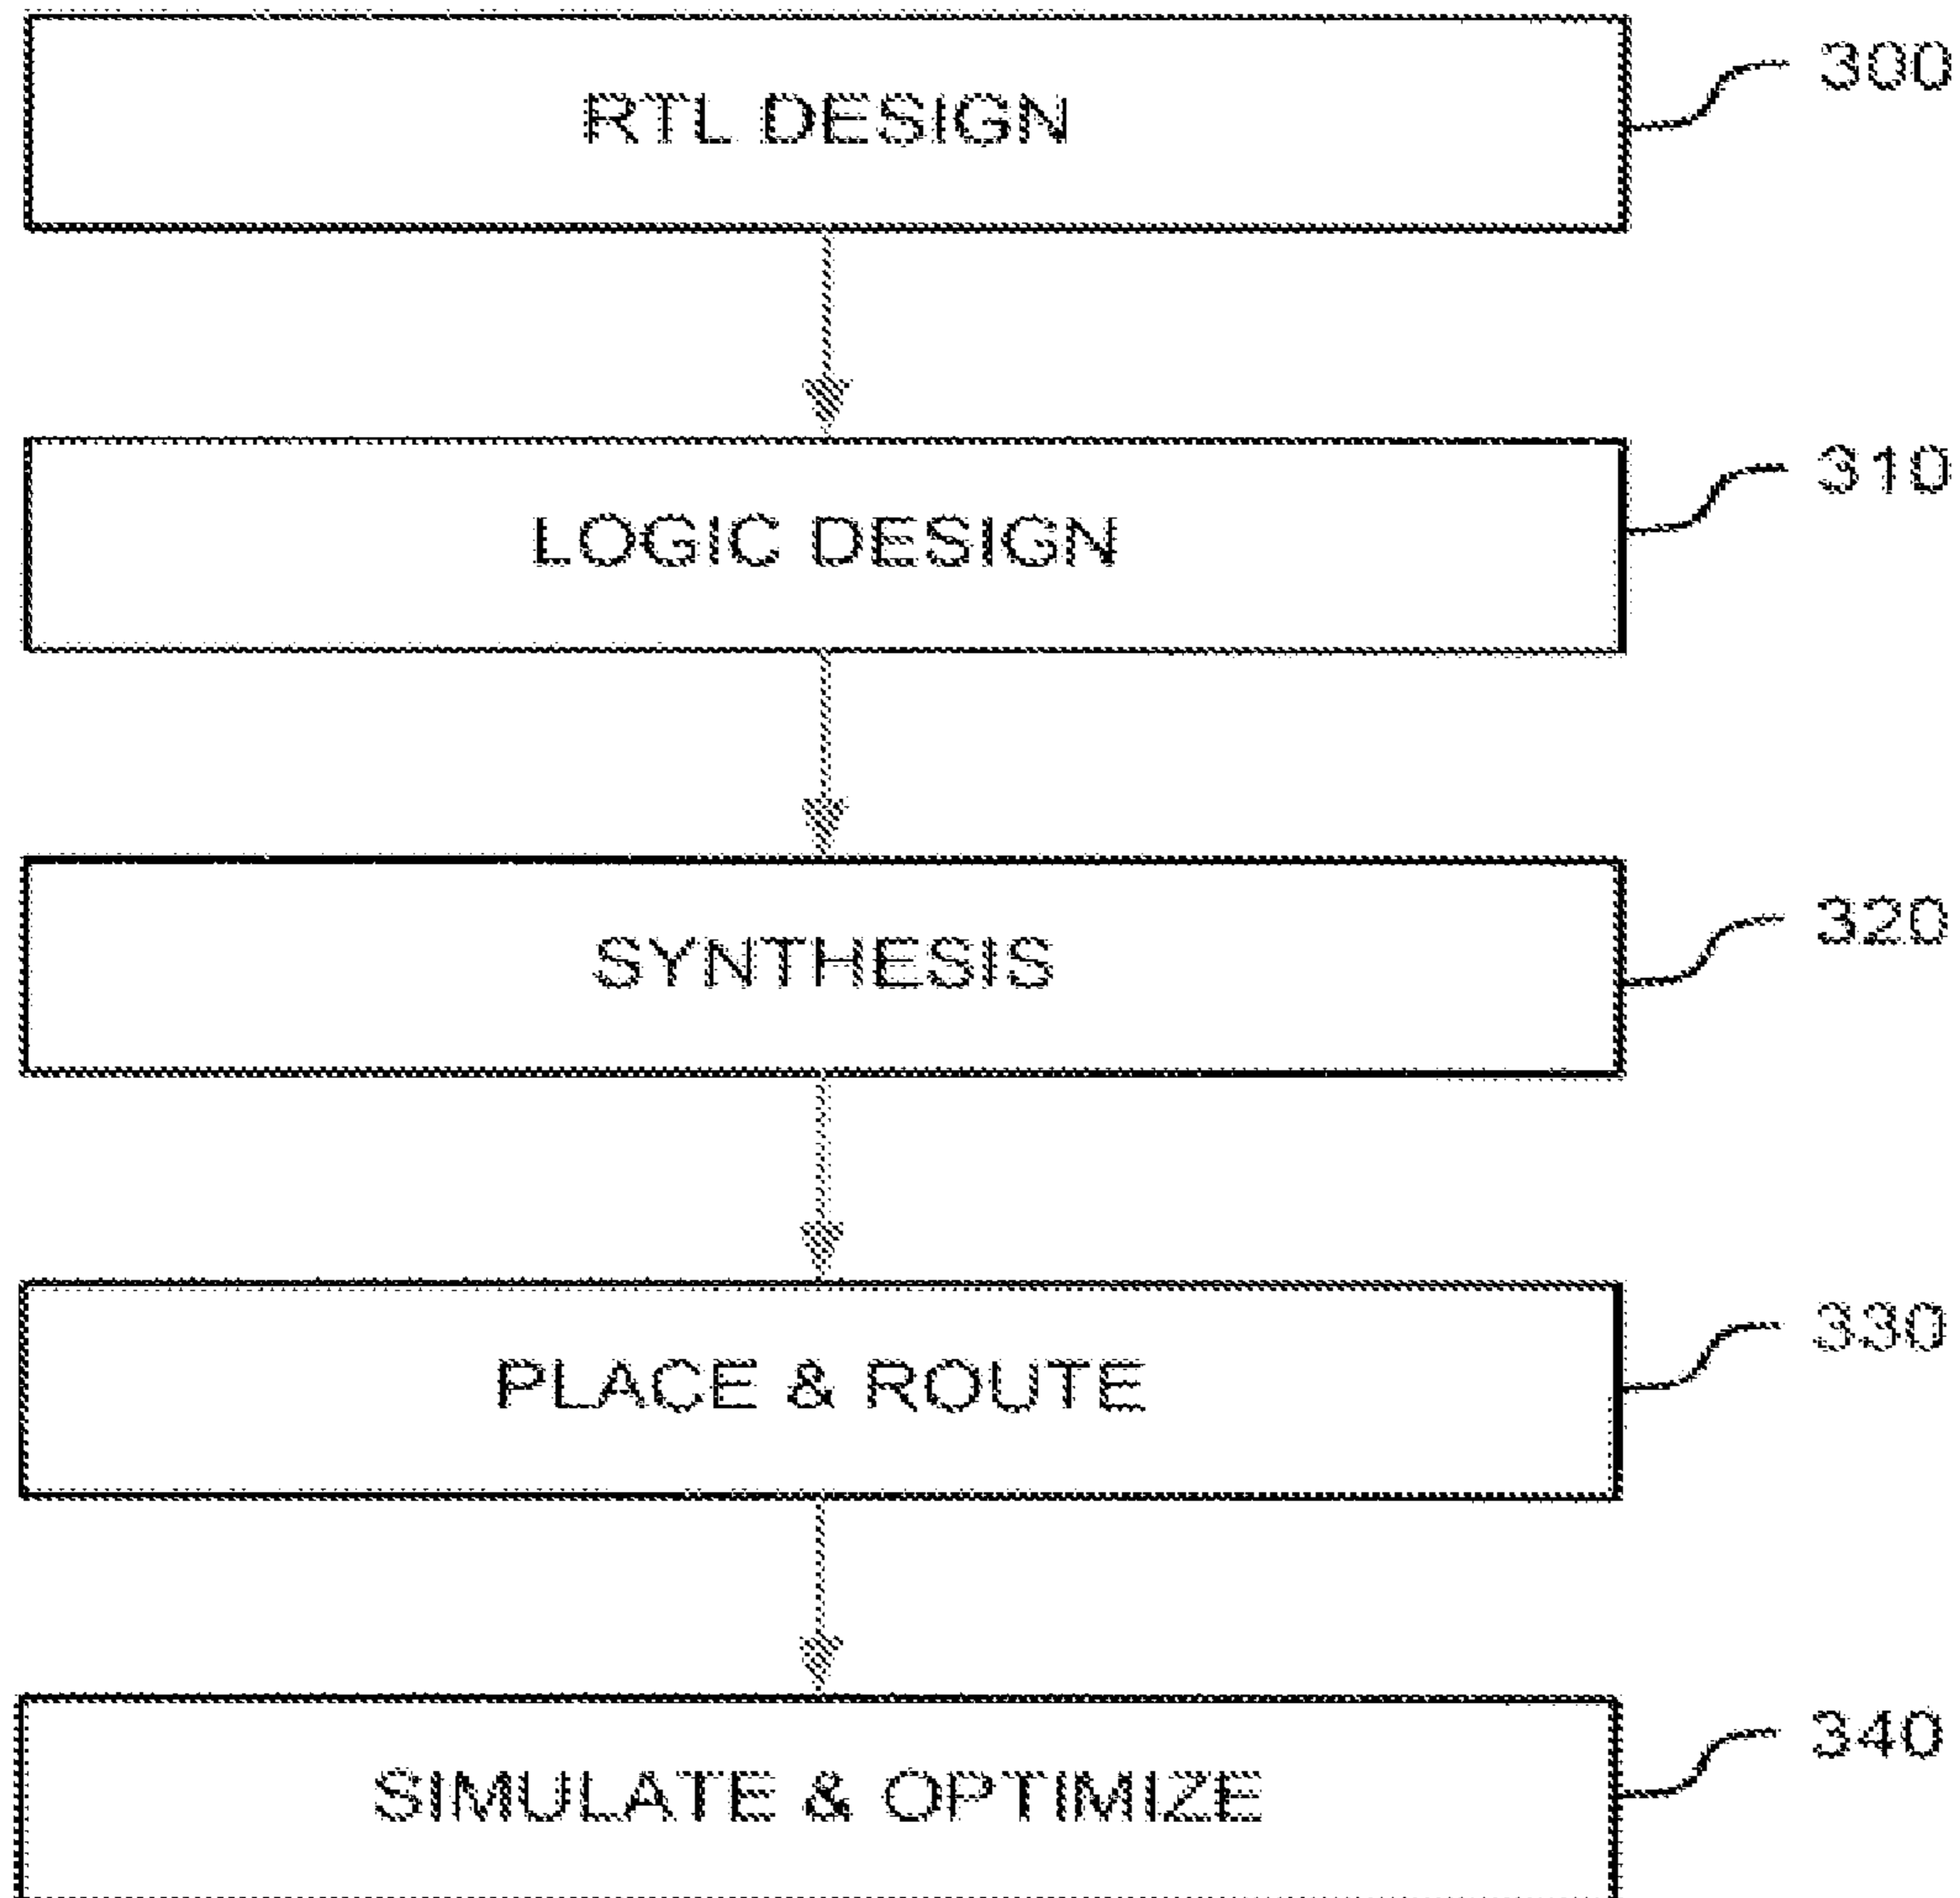 RTL DESIGN
300
LOGIC DESIGN
310
SYNTHESIS
320
PLACE & ROUTE
330
SIMULATE & OPTIMIZE
340